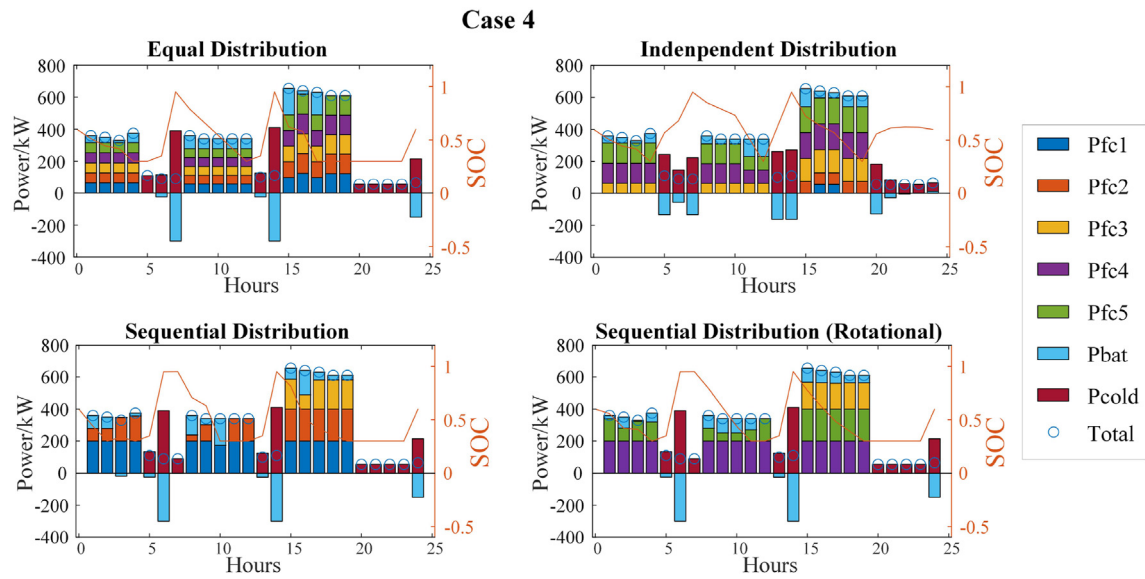 Case 4
Equal Distribution
800
600
400
200
0
-200
-400
Power/kW
1
0.5
0
-0.5
SOC
0
5
10
15
20
25
Hours
Indenpendent Distribution
800
600
400
200
0
-200
-400
Power/kW
1
0.5
0
-0.5
SOC
0
5
10
15
20
25
Hours
Sequential Distribution
800
600
400
200
0
-200
-400
Power/kW
1
0.5
0
-0.5
SOC
0
5
10
15
20
25
Hours
Sequential Distribution (Rotational)
800
600
400
200
0
-200
-400
Power/kW
1
0.5
0
-0.5
SOC
0
5
10
15
20
25
Hours
Pfc1
Pfc2
Pfc3
Pfc4
Pfc5
Pbat
Pcold
Total